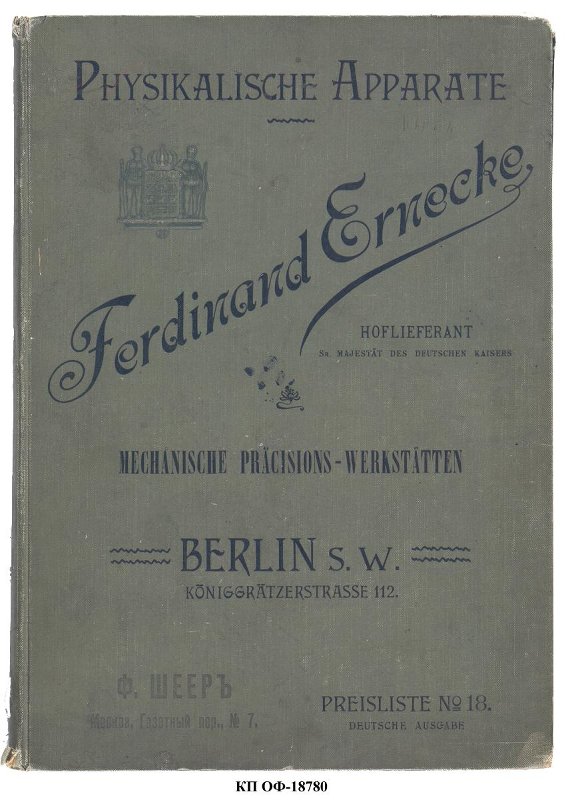 PHYSIKALISCHE APPARATE
Ferdinand Ernecke
HOFLIEFERANT
SR. MAJESTÄT DES DEUTSCHEN KAISERS
MECHANISCHE PRÄCISIONS-WERKSTÄTTEN
BERLIN S. W.
KÖNIGGRÄTZERSTRASSE 112.
Ф. ШЕЕРЪ
Москва, Газетный пер., № 7.
PREISLISTE No 18.
DEUTSCHE AUSGABE
КП ОФ-18780